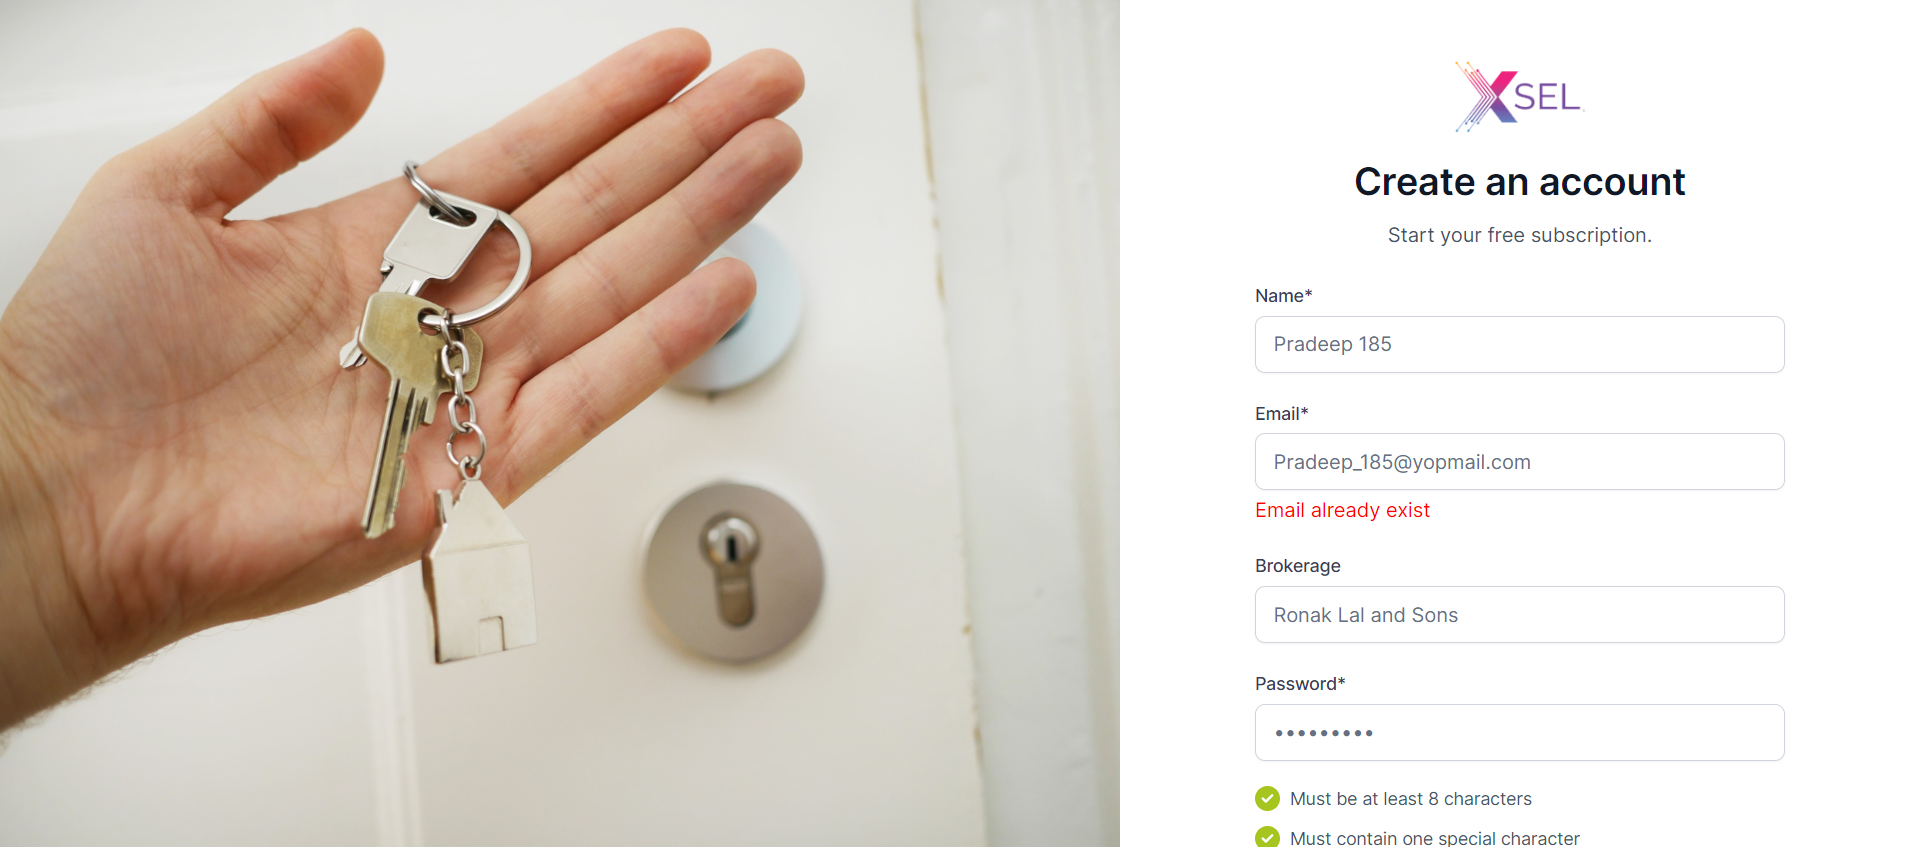 XSEL
Create an account
Start your free subscription.
Name*
Pradeep 185
Email*
Pradeep_185@yopmail.com
Email already exist
Brokerage
Ronak Lal and Sons
Password*
•••••••••
Must be at least 8 characters
Must contain one special character